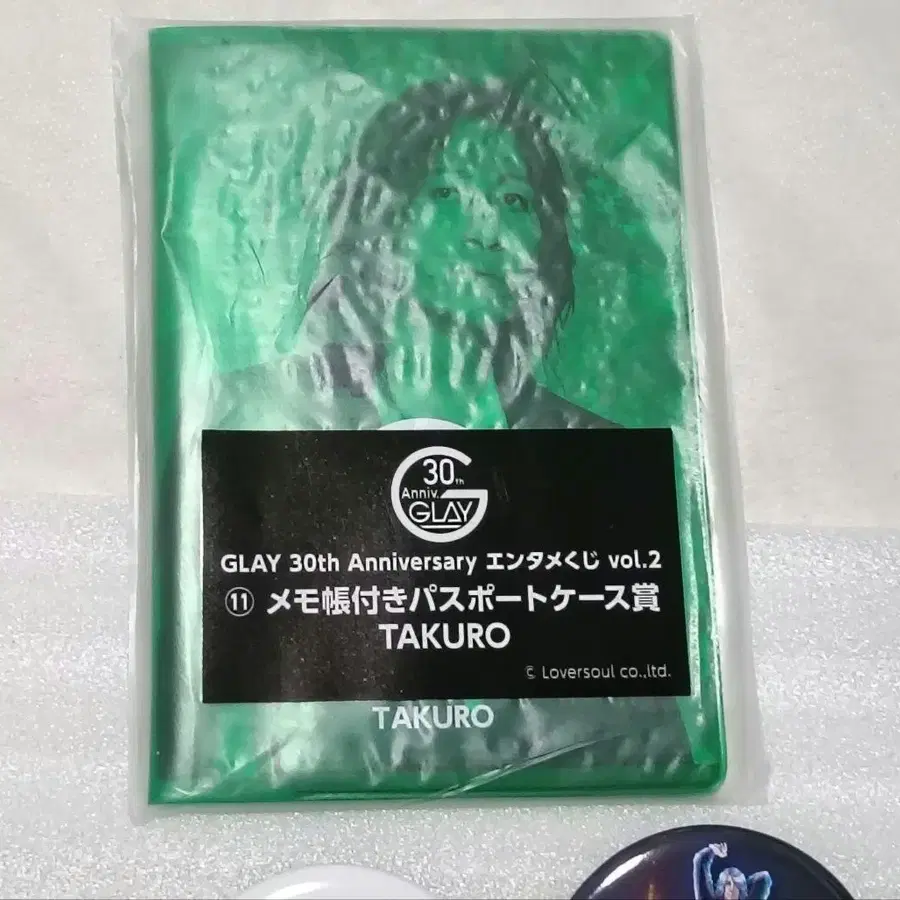 30th
Anniv.
GLAY
GLAY 30th Anniversary エンタメくじ vol.2
⑪ メモ帳付きパスポートケース賞
TAKURO
© Loversoul co.,ltd.
TAKURO